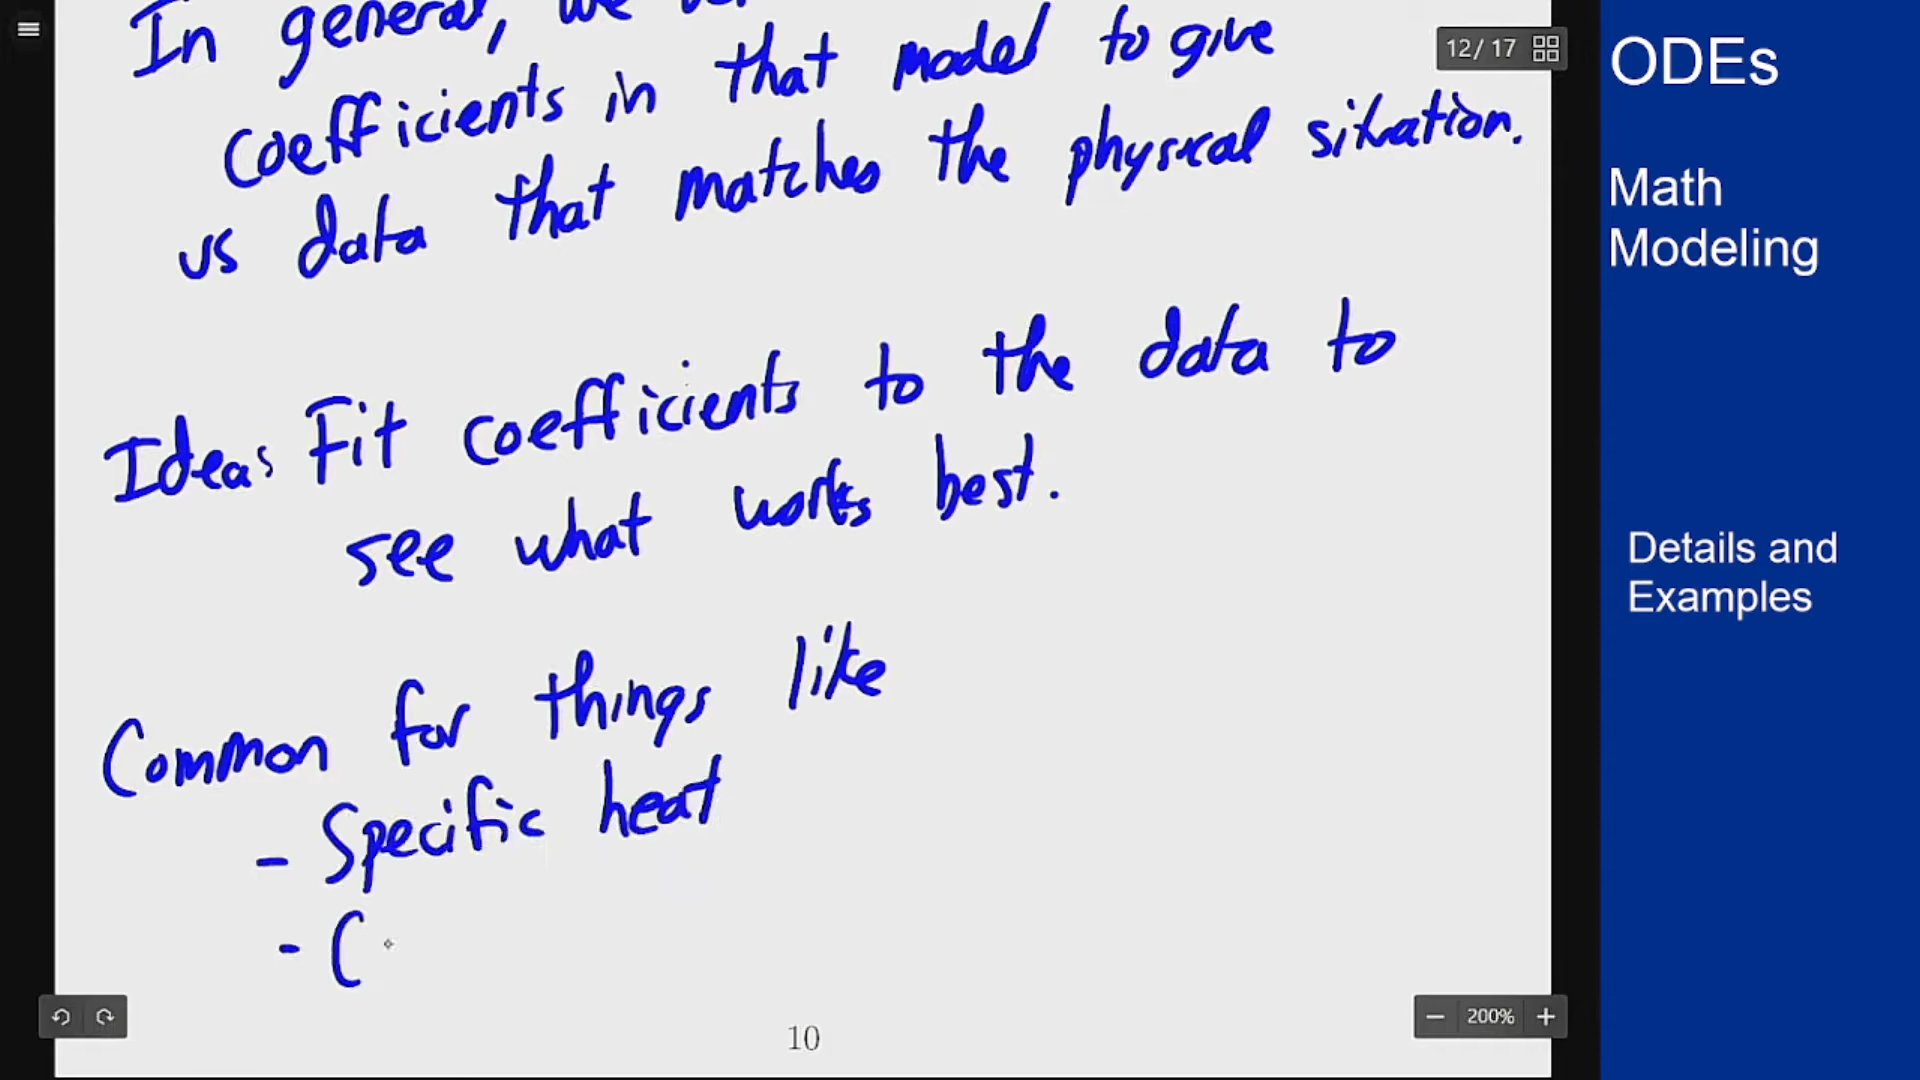 In general, we
coefficients in that model to give
us data that matches the physical situation.
Idea: Fit coefficients to the data to
see what works best.
Common for things like
- Specific heat
- C
10
12/ 17
200%
ODEs
Math
Modeling
Details and
Examples